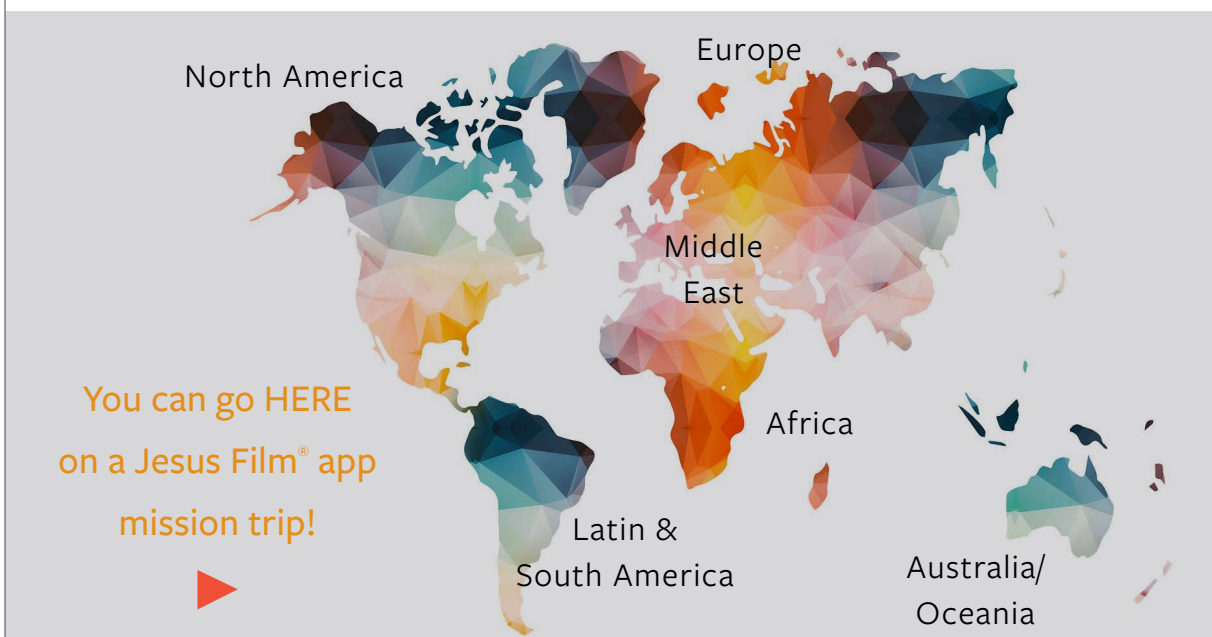 Europe
North America
Middle
East
You can go HERE
on a Jesus Film® app
mission trip!
Africa
Latin &
South America
Australia/
Oceania